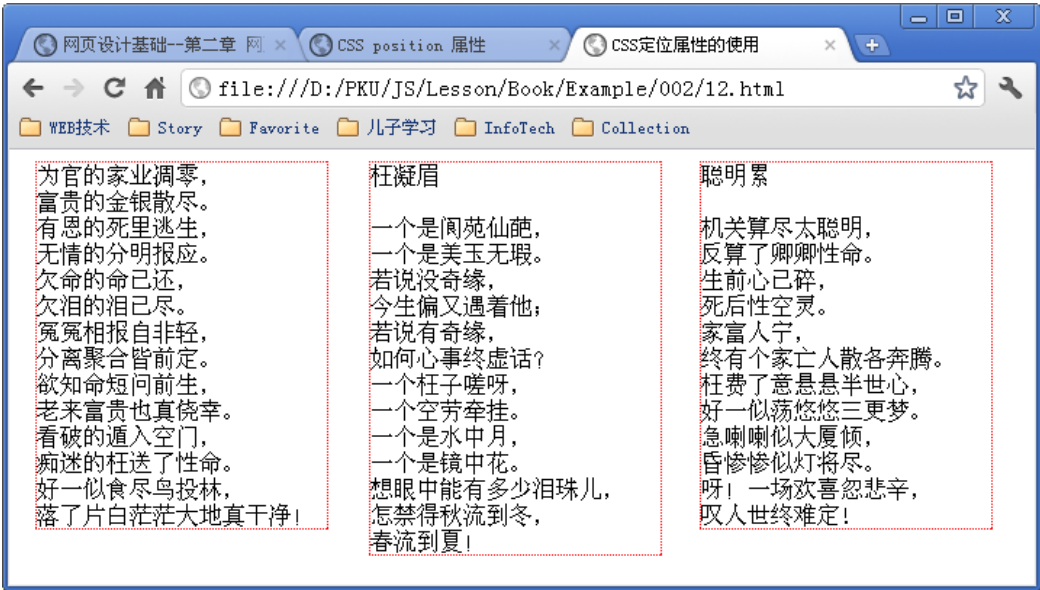 网页设计基础--第二章 网
CSS position 属性
CSS定位属性的使用
file:///D:/PKU/JS/Lesson/Book/Example/002/12.html
WEB技术
Story
Favorite
儿子学习
InfoTech
Collection
为官的家业凋零,
富贵的金银散尽。
有恩的死里逃生,
无情的分明报应。
欠命的命已还,
欠泪的泪已尽。
冤冤相报自非轻,
分离聚合皆前定。
欲知命短问前生,
老来富贵也真侥幸。
看破的遁入空门,
痴迷的枉送了性命。
好一似食尽鸟投林,
落了片白茫茫大地真干净!
枉凝眉
一个是阆苑仙葩,
一个是美玉无瑕。
若说没奇缘,
今生偏又遇着他;
若说有奇缘,
如何心事终虚话?
一个枉子嗟呀,
一个空劳牵挂。
一个是水中月,
一个是镜中花。
想眼中能有多少泪珠儿,
怎禁得秋流到冬,
春流到夏!
聪明累
机关算尽太聪明,
反算了卿卿性命。
生前心已碎,
死后性空灵。
家富人宁,
终有个家亡人散各奔腾。
枉费了意悬悬半世心,
好一似荡悠悠三更梦。
急喇喇似大厦倾,
昏惨惨似灯将尽。
呀! 一场欢喜忽悲辛,
叹人世终难定!